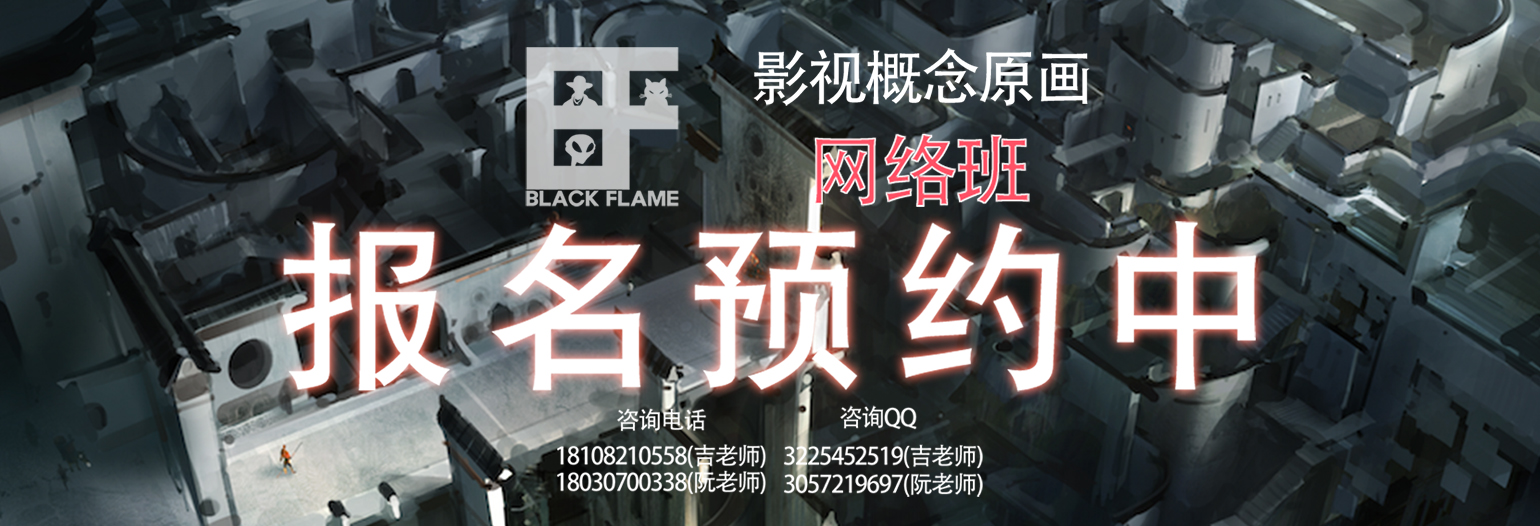 BLACK FLAME
影视概念原画
网络班
报名预约中
咨询电话
18108210558(吉老师)
18030700338(阮老师)
咨询QQ
3225452519(吉老师)
3057219697(阮老师)